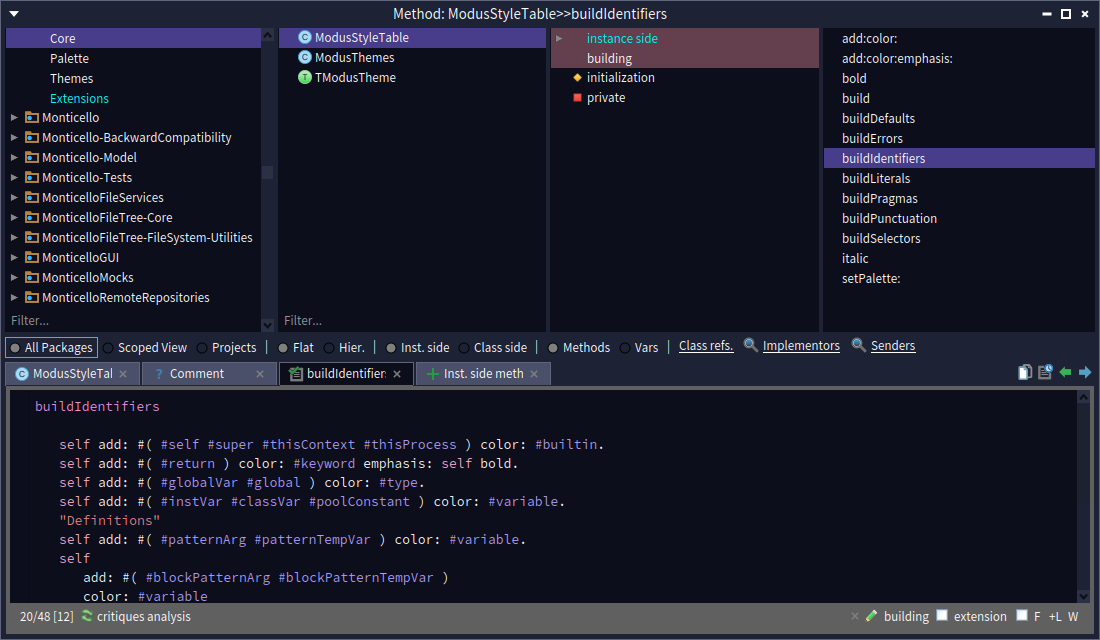 Method: ModusStyleTable>>buildIdentifiers
Core
Palette
Themes
Extensions
Monticello
Monticello-BackwardCompatibility
Monticello-Model
Monticello-Tests
MonticelloFileServices
MonticelloFileTree-Core
MonticelloFileTree-FileSystem-Utilities
MonticelloGUI
MonticelloMocks
MonticelloRemoteRepositories
Filter...
ModusStyleTable
ModusThemes
TModusTheme
Filter...
instance side
building
initialization
private
add:color:
add:color:emphasis:
bold
build
buildDefaults
buildErrors
buildIdentifiers
buildLiterals
buildPragmas
buildPunctuation
buildSelectors
italic
setPalette:
All Packages Scoped View Projects | Flat Hier. | Inst. side Class side | Methods Vars | Class refs. Implementors Senders
ModusStyleTal × ? Comment × buildIdentifier × Inst. side meth ×
buildIdentifiers
self add: #( #self #super #thisContext #thisProcess ) color: #builtin.
self add: #( #return ) color: #keyword emphasis: self bold.
self add: #( #globalVar #global ) color: #type.
self add: #( #instVar #classVar #poolConstant ) color: #variable.
"Definitions"
self add: #( #patternArg #patternTempVar ) color: #variable.
self
add: #( #blockPatternArg #blockPatternTempVar )
color: #variable
20/48 [12] critiques analysis × building extension F +L W